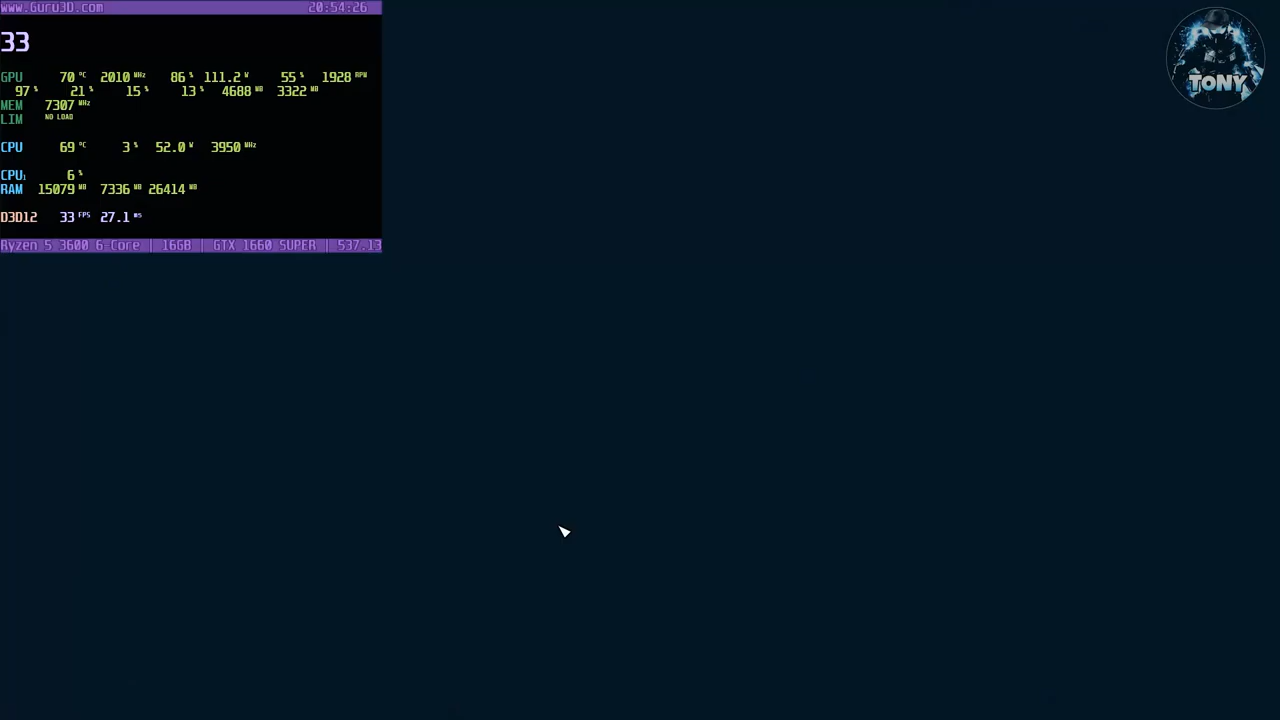 www.Guru3D.com 20:54:26
33
GPU 70 °C 2010 MHz 86 % 111.2 W 55 % 1928 RPM
97 % 21 % 15 % 13 % 4688 MB 3322 MB
MEM 7307 MHz
LIM NO LOAD
CPU 69 °C 3 % 52.0 W 3950 MHz
CPU1 6 %
RAM 15079 MB 7336 MB 26414 MB
D3D12 33 FPS 27.1 ms
Ryzen 5 3600 6-Core | 16GB | GTX 1660 SUPER | 537.13
TONY